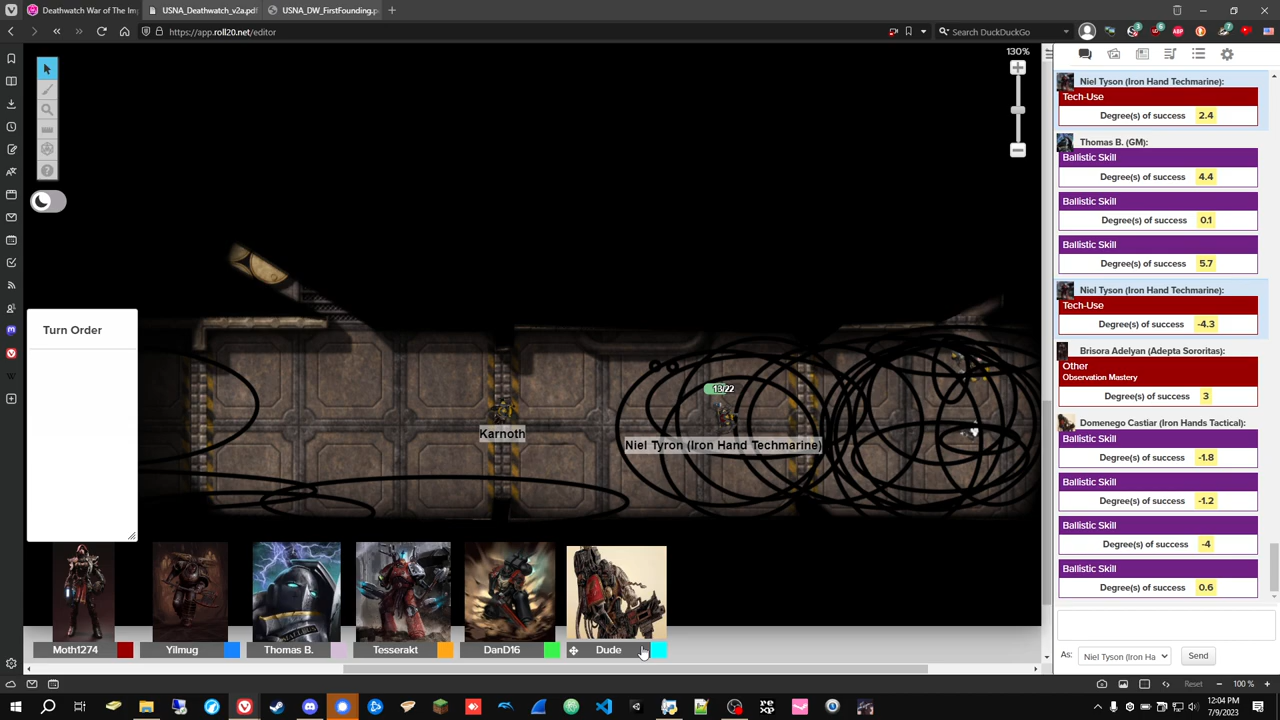 Deathwatch War of The Im
USNA_Deathwatch_v2a.pdf
USNA_DW_FirstFounding.p
https://app.roll20.net/editor
Search DuckDuckGo
130%
Niel Tyson (Iron Hand Techmarine):
Tech-Use
Degree(s) of success 2.4
Thomas B. (GM):
Ballistic Skill
Degree(s) of success 4.4
Ballistic Skill
Degree(s) of success 0.1
Ballistic Skill
Degree(s) of success 5.7
Niel Tyson (Iron Hand Techmarine):
Tech-Use
Degree(s) of success -4.3
Brisora Adelyan (Adepta Sororitas):
Other
Observation Mastery
Degree(s) of success 3
Domenego Castiar (Iron Hands Tactical):
Ballistic Skill
Degree(s) of success -1.8
Ballistic Skill
Degree(s) of success -1.2
Ballistic Skill
Degree(s) of success -4
Ballistic Skill
Degree(s) of success 0.6
As: Niel Tyson (Iron Ha
Send
Turn Order
13/22
Karnoth
Niel Tyron (Iron Hand Techmarine)
Moth1274
Yilmug
Thomas B.
Tesserakt
DanD16
Dude
Reset
100 %
12:04 PM
7/9/2023